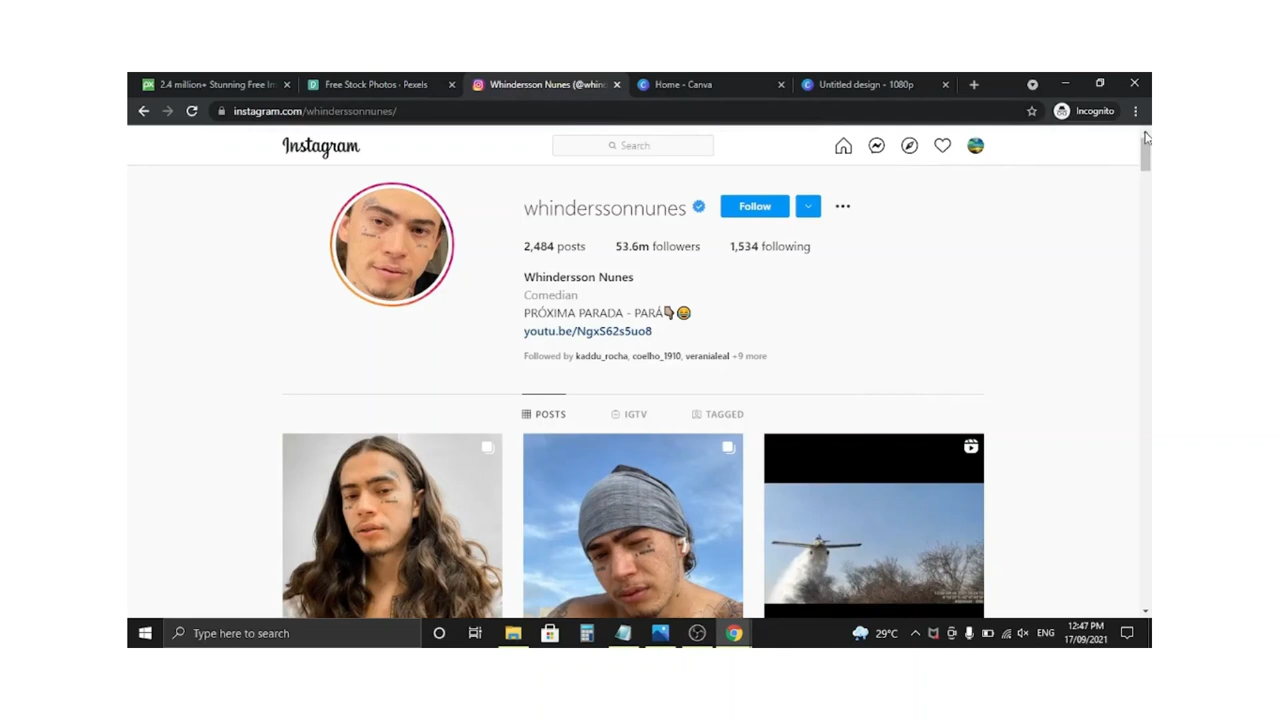 2.4 million+ Stunning Free Im
Free Stock Photos · Pexels
Whindersson Nunes (@whin
Home - Canva
Untitled design - 1080p
instagram.com/whinderssonnunes/
Incognito
Instagram
Search
whinderssonnunes
Follow
2,484 posts 53.6m followers 1,534 following
Whindersson Nunes
Comedian
PRÓXIMA PARADA - PARÁ👇🏽😂
youtu.be/NgxS62s5uo8
Followed by kaddu_rocha, coelho_1910, veranialeal +9 more
POSTS IGTV TAGGED
Type here to search
29°C
ENG
12:47 PM
17/09/2021